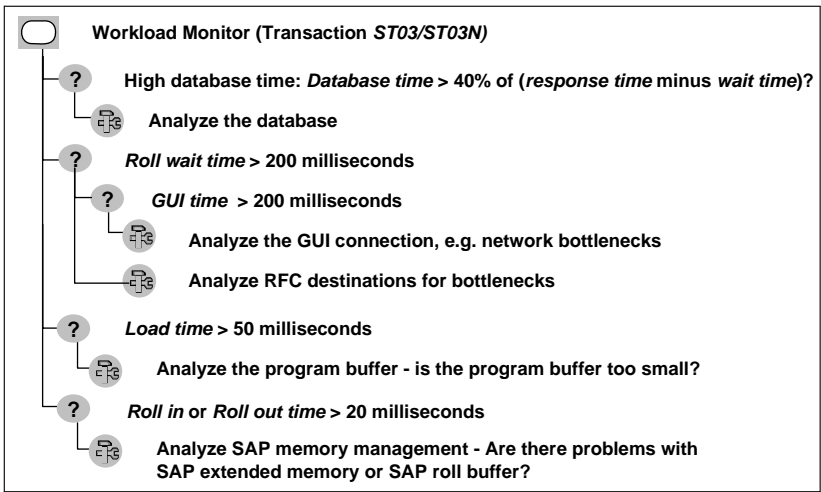 Workload Monitor (Transaction ST03/ST03N)
? High database time: Database time > 40% of (response time minus wait time)?
Analyze the database
? Roll wait time > 200 milliseconds
? GUI time > 200 milliseconds
Analyze the GUI connection, e.g. network bottlenecks
Analyze RFC destinations for bottlenecks
? Load time > 50 milliseconds
Analyze the program buffer - is the program buffer too small?
? Roll in or Roll out time > 20 milliseconds
Analyze SAP memory management - Are there problems with
SAP extended memory or SAP roll buffer?